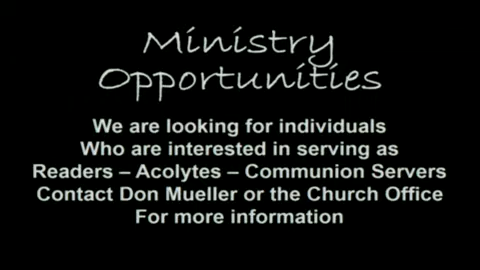 Ministry
Opportunities
We are looking for individuals
Who are interested in serving as
Readers – Acolytes – Communion Servers
Contact Don Mueller or the Church Office
For more information